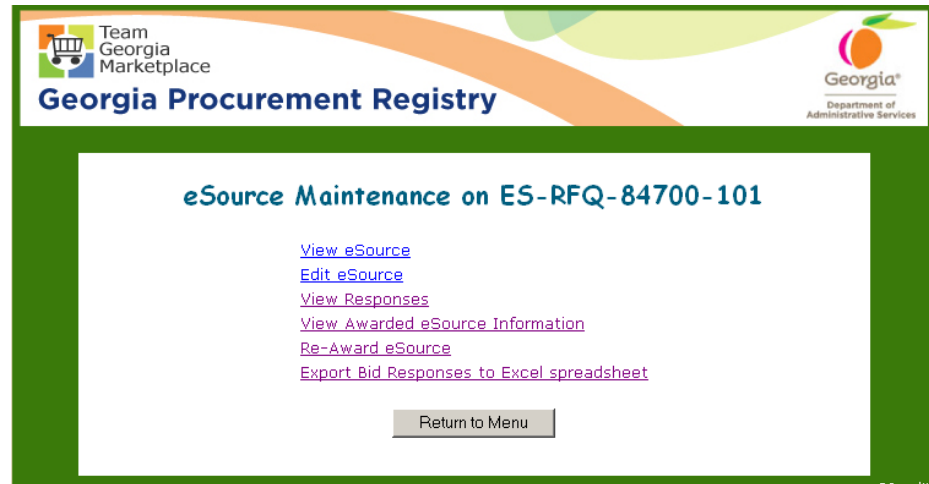 Team
Georgia
Marketplace
Georgia Procurement Registry
Georgia®
Department of
Administrative Services
eSource Maintenance on ES-RFQ-84700-101
View eSource
Edit eSource
View Responses
View Awarded eSource Information
Re-Award eSource
Export Bid Responses to Excel spreadsheet
Return to Menu